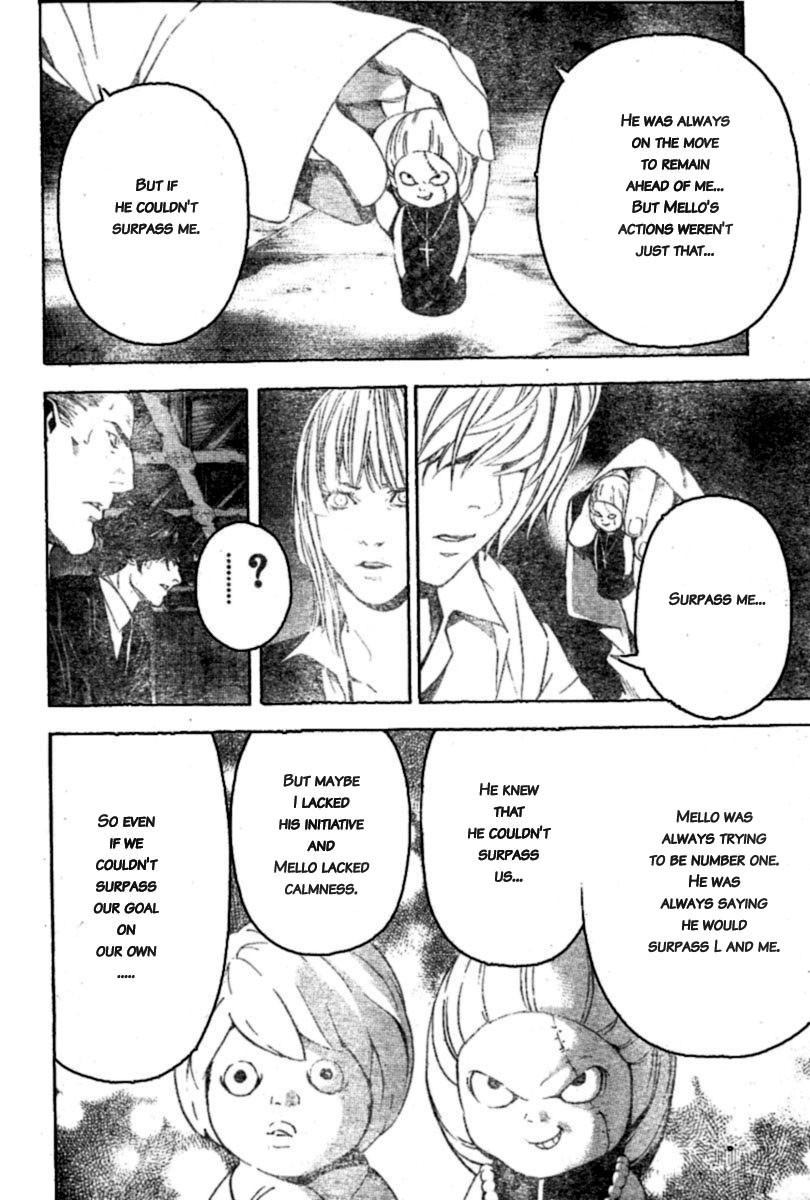 HE WAS ALWAYS
ON THE MOVE
TO REMAIN
AHEAD OF ME...
BUT MELLO'S
ACTIONS WEREN'T
JUST THAT...
BUT IF
HE COULDN'T
SURPASS ME.
SURPASS ME...
?
......
MELLO WAS
ALWAYS TRYING
TO BE NUMBER ONE.
HE WAS
ALWAYS SAYING
HE WOULD
SURPASS L AND ME.
HE KNEW
THAT
HE COULDN'T
SURPASS
US...
BUT MAYBE
I LACKED
HIS INITIATIVE
AND
MELLO LACKED
CALMNESS.
SO EVEN
IF WE
COULDN'T
SURPASS
OUR GOAL
ON
OUR OWN
.....